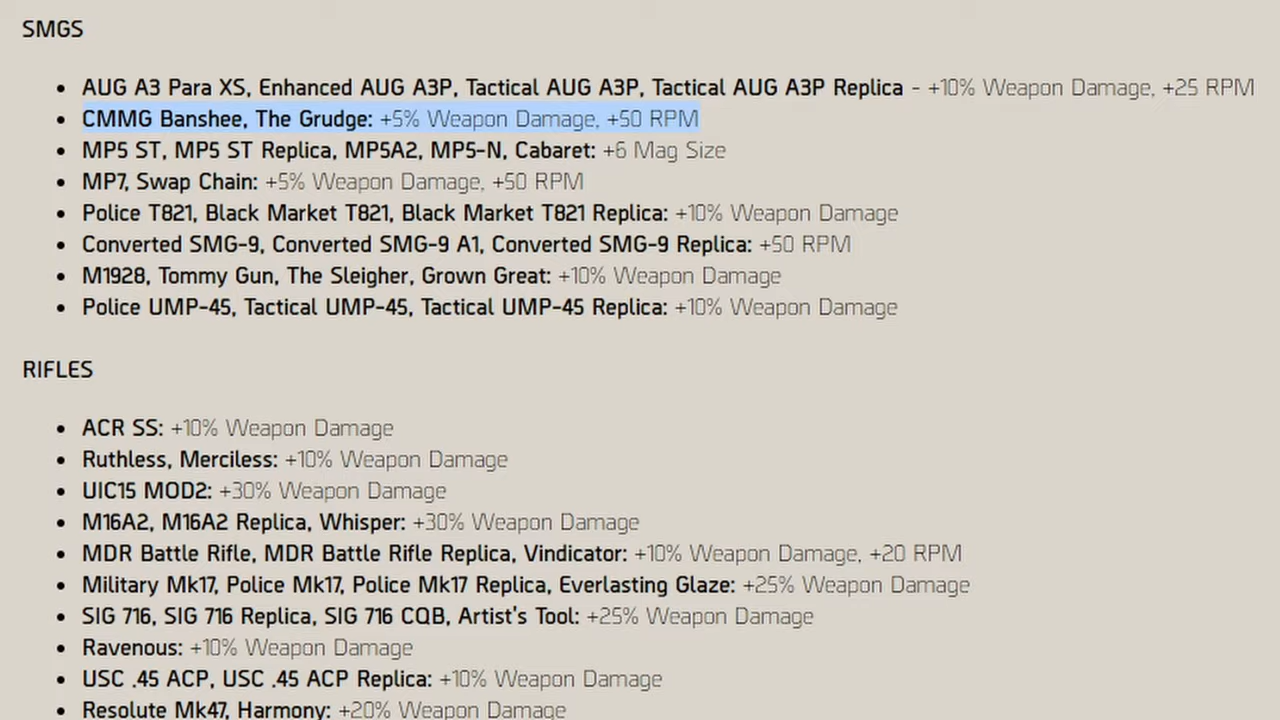 SMGS
AUG A3 Para XS, Enhanced AUG A3P, Tactical AUG A3P, Tactical AUG A3P Replica - +10% Weapon Damage, +25 RPM
CMMG Banshee, The Grudge: +5% Weapon Damage, +50 RPM
MP5 ST, MP5 ST Replica, MP5A2, MP5-N, Cabaret: +6 Mag Size
MP7, Swap Chain: +5% Weapon Damage, +50 RPM
Police T821, Black Market T821, Black Market T821 Replica: +10% Weapon Damage
Converted SMG-9, Converted SMG-9 A1, Converted SMG-9 Replica: +50 RPM
M1928, Tommy Gun, The Sleigher, Grown Great: +10% Weapon Damage
Police UMP-45, Tactical UMP-45, Tactical UMP-45 Replica: +10% Weapon Damage
RIFLES
ACR SS: +10% Weapon Damage
Ruthless, Merciless: +10% Weapon Damage
UIC15 MOD2: +30% Weapon Damage
M16A2, M16A2 Replica, Whisper: +30% Weapon Damage
MDR Battle Rifle, MDR Battle Rifle Replica, Vindicator: +10% Weapon Damage, +20 RPM
Military Mk17, Police Mk17, Police Mk17 Replica, Everlasting Glaze: +25% Weapon Damage
SIG 716, SIG 716 Replica, SIG 716 CQB, Artist's Tool: +25% Weapon Damage
Ravenous: +10% Weapon Damage
USC .45 ACP, USC .45 ACP Replica: +10% Weapon Damage
Resolute Mk47, Harmony: +20% Weapon Damage